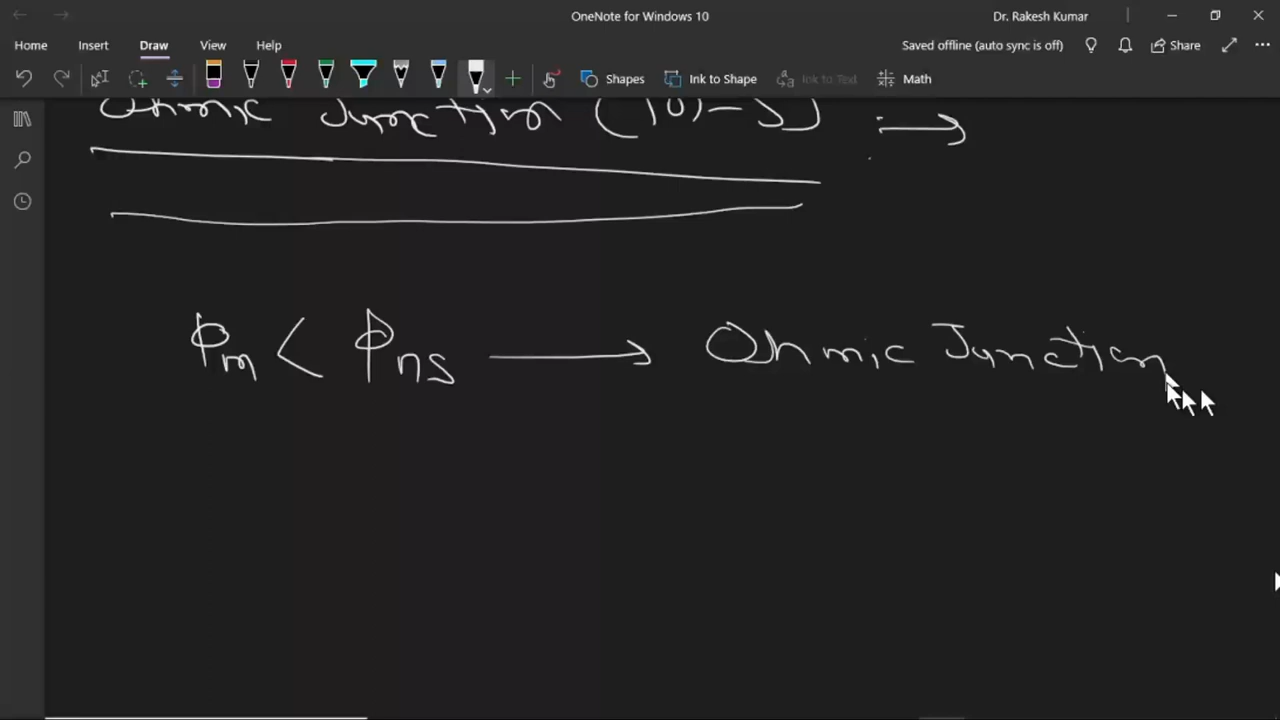 OneNote for Windows 10
Dr. Rakesh Kumar
Home Insert Draw View Help
Saved offline (auto sync is off) Share
Shapes Ink to Shape Ink to Text Math
Ohmic Junction
ϕm < ϕns ⟶ Ohmic Junction